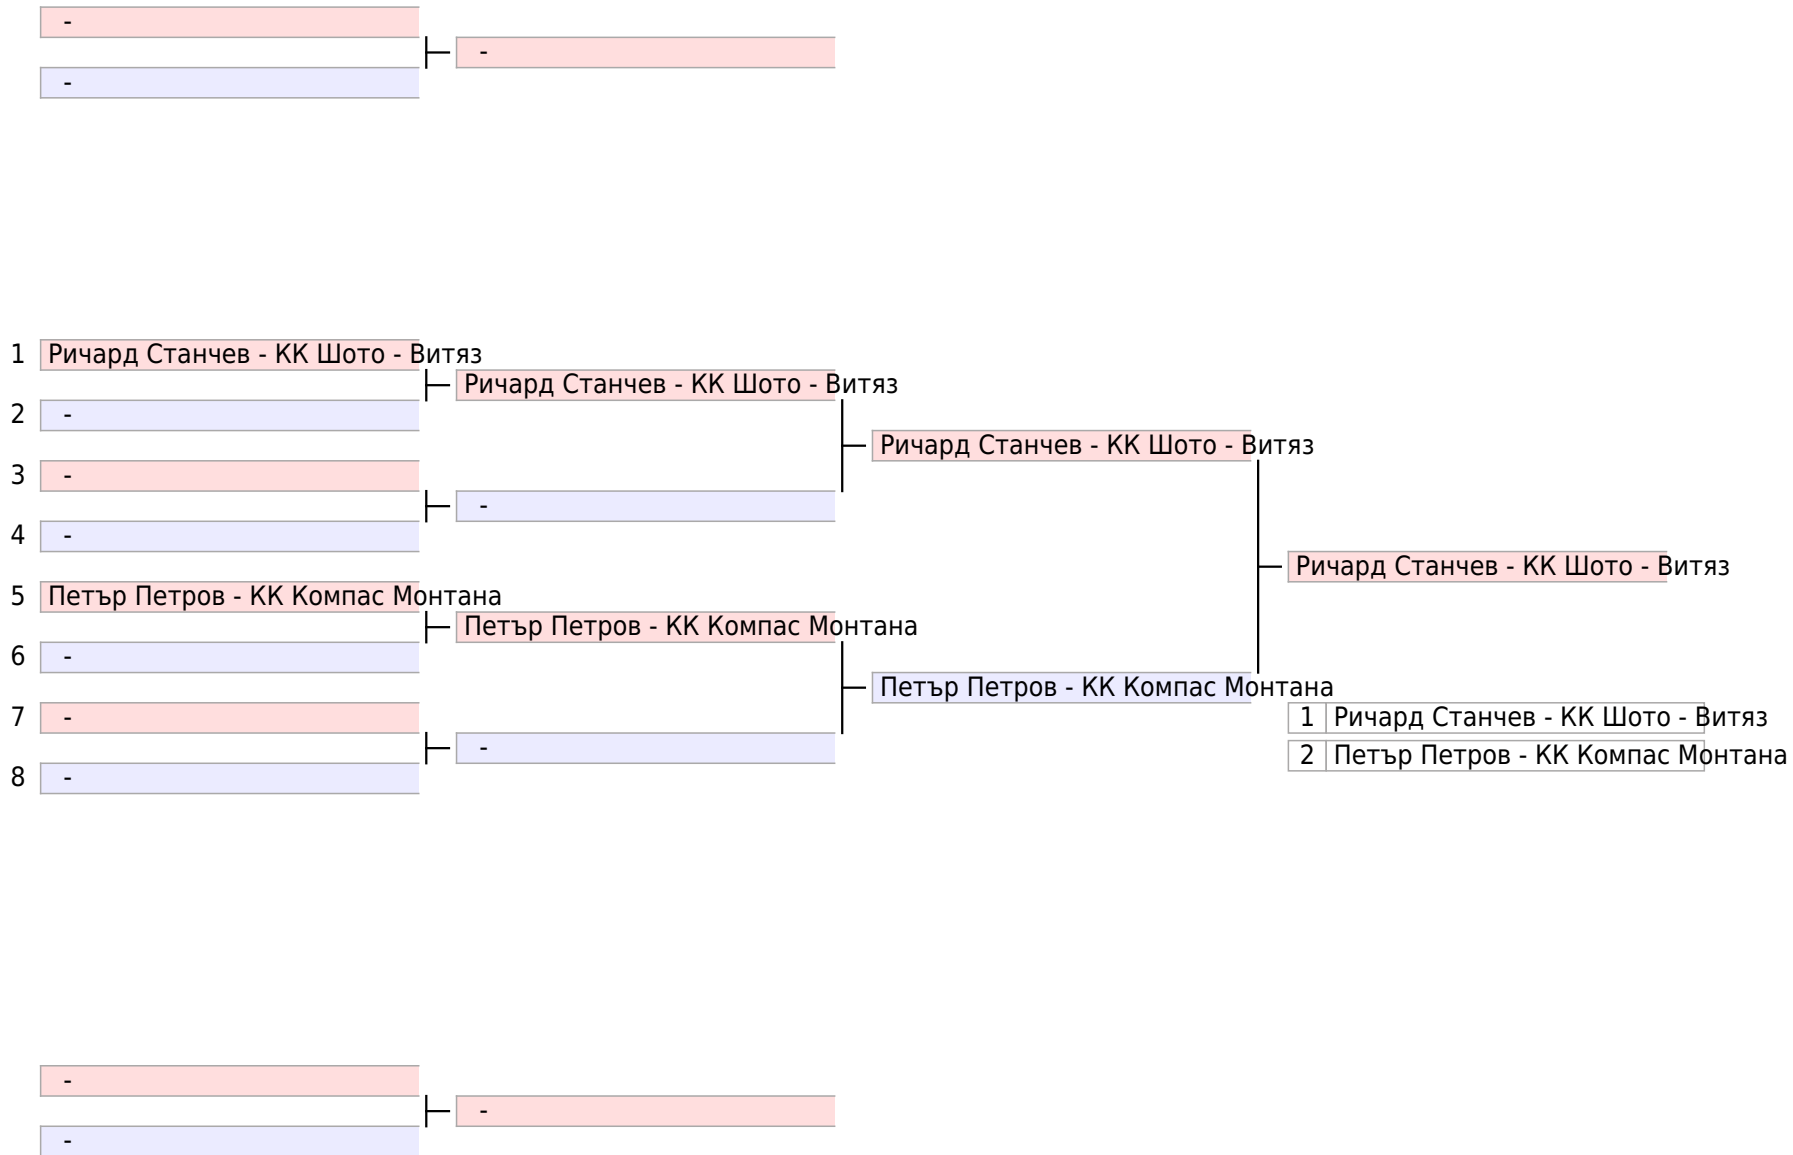 -
-
-
1 Ричард Станчев - КК Шото - Витяз
Ричард Станчев - КК Шото - Витяз
2 -
Ричард Станчев - КК Шото - Витяз
3 -
-
4 -
Ричард Станчев - КК Шото - Витяз
5 Петър Петров - КК Компас Монтана
Петър Петров - КК Компас Монтана
6 -
Петър Петров - КК Компас Монтана
7 -
1 Ричард Станчев - КК Шото - Витяз
-
2 Петър Петров - КК Компас Монтана
8 -
-
-
-